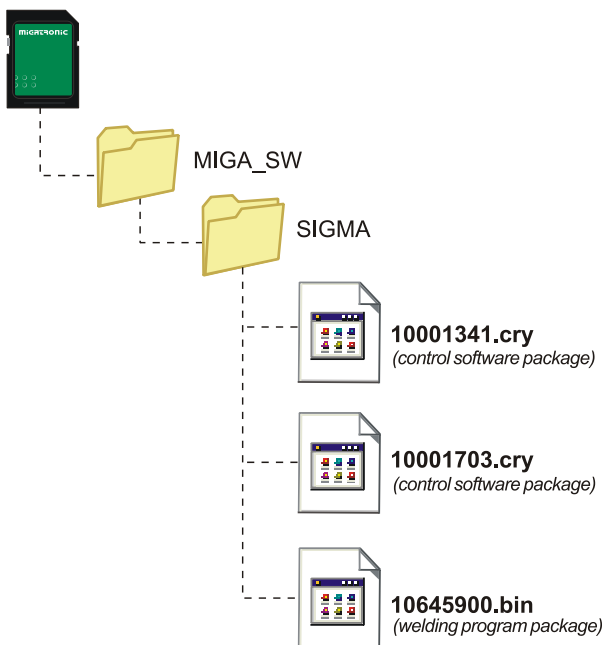 MIGATRONIC
MIGA_SW
SIGMA
10001341.cry
(control software package)
10001703.cry
(control software package)
10645900.bin
(welding program package)